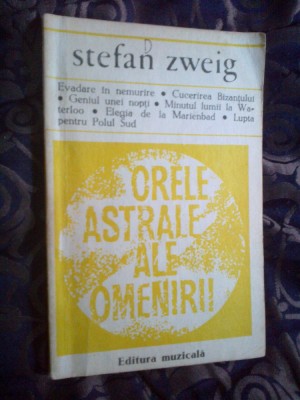 stefan zweig
Evadare în nemurire • Cucerirea Bizanțului
• Geniul unei nopți • Minutul lumii la Wa-
terloo • Elegia de la Marienbad • Lupta
pentru Polul Sud
ORELE
ASTRALE
ALE
OMENIRII
Editura muzicală